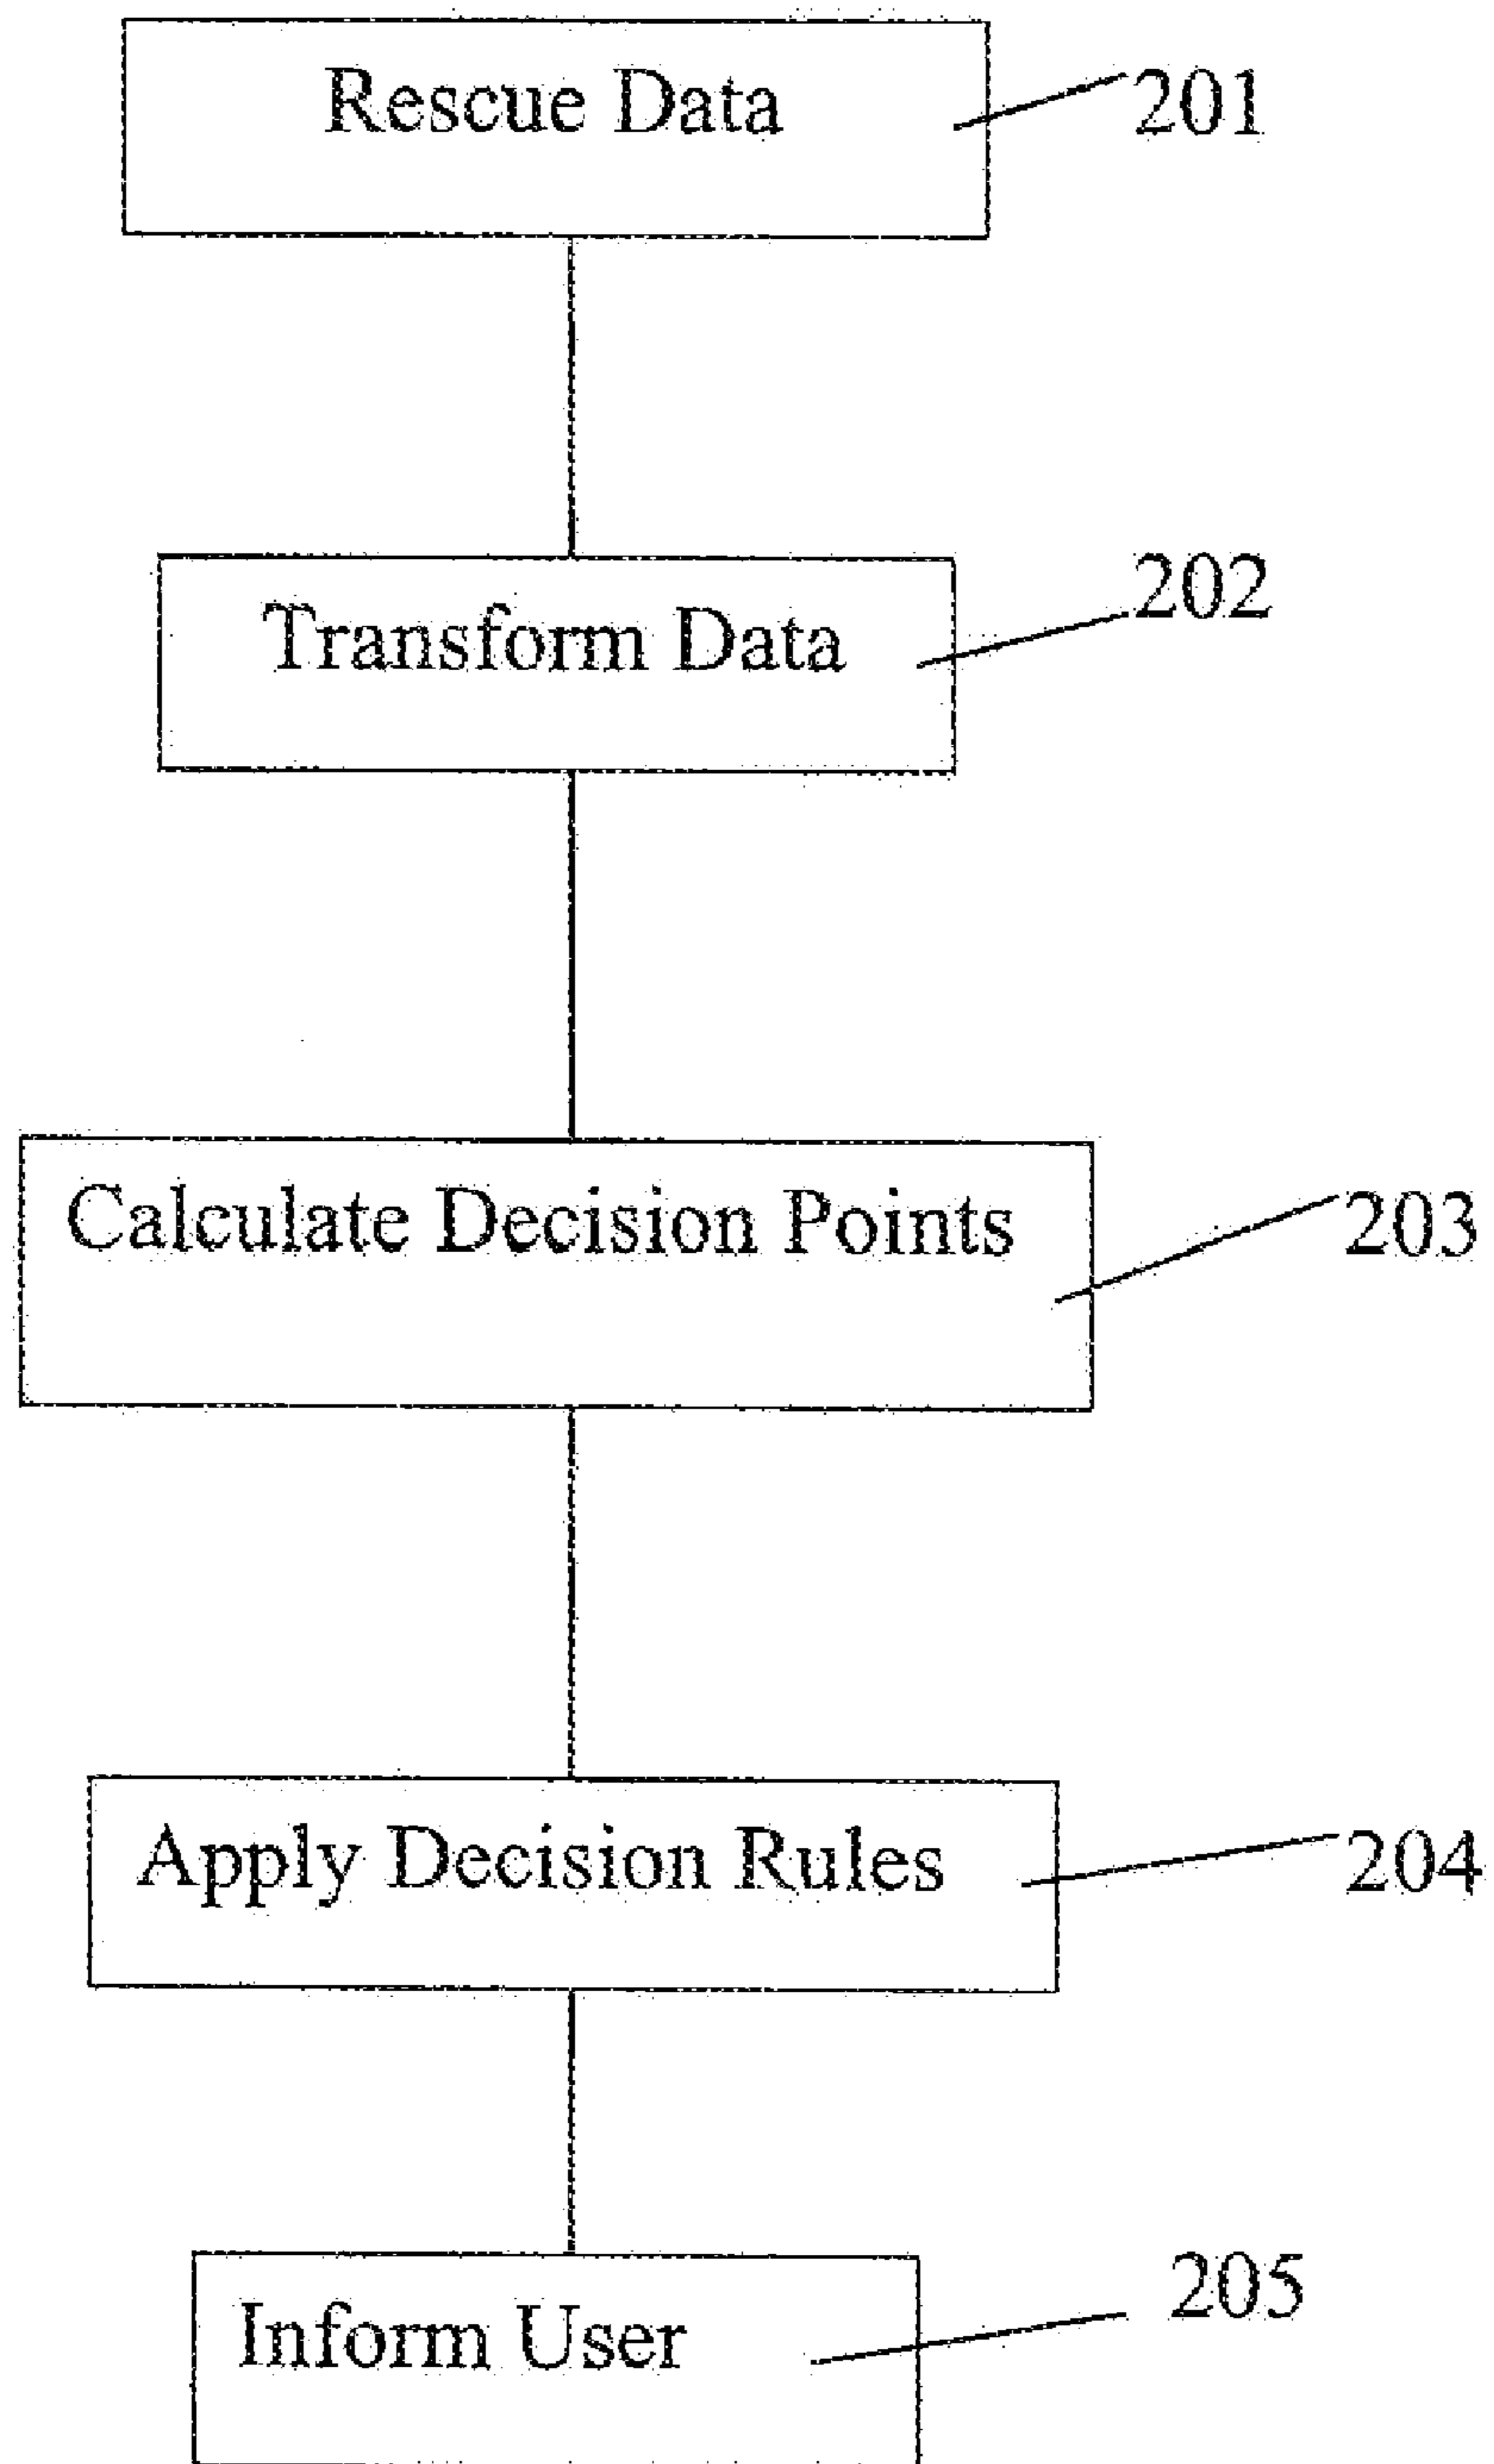 Rescue Data
201
Transform Data
202
Calculate Decision Points
203
Apply Decision Rules
204
Inform User
205